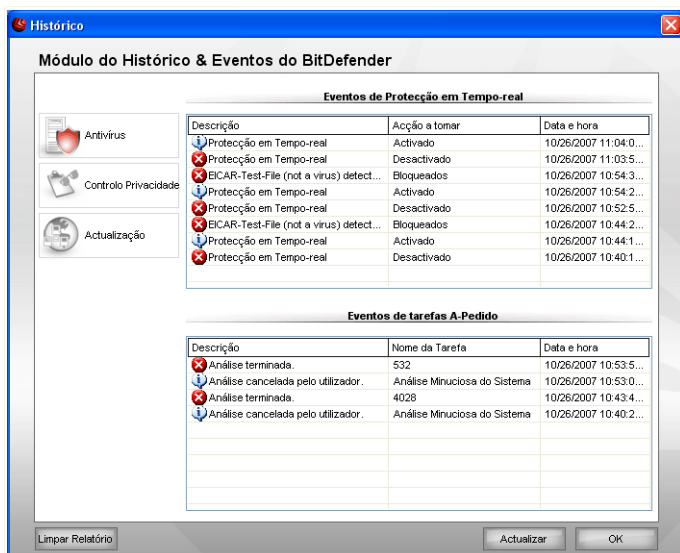 Histórico
Módulo do Histórico & Eventos do BitDefender
Antivírus
Controlo Privacidade
Actualização
Eventos de Protecção em Tempo-real
Descrição Acção a tomar Data e hora
Protecção em Tempo-real Activado 10/26/2007 11:04:0...
Protecção em Tempo-real Desactivado 10/26/2007 11:03:5...
EICAR-Test-File (not a virus) detect... Bloqueados 10/26/2007 10:54:3...
Protecção em Tempo-real Activado 10/26/2007 10:54:2...
Protecção em Tempo-real Desactivado 10/26/2007 10:52:5...
EICAR-Test-File (not a virus) detect... Bloqueados 10/26/2007 10:44:2...
Protecção em Tempo-real Activado 10/26/2007 10:44:1...
Protecção em Tempo-real Desactivado 10/26/2007 10:40:1...
Eventos de tarefas A-Pedido
Descrição Nome da Tarefa Data e hora
Análise terminada. 532 10/26/2007 10:53:5...
Análise cancelada pelo utilizador. Análise Minuciosa do Sistema 10/26/2007 10:53:0...
Análise terminada. 4028 10/26/2007 10:43:4...
Análise cancelada pelo utilizador. Análise Minuciosa do Sistema 10/26/2007 10:40:2...
Limpar Relatório Actualizar OK